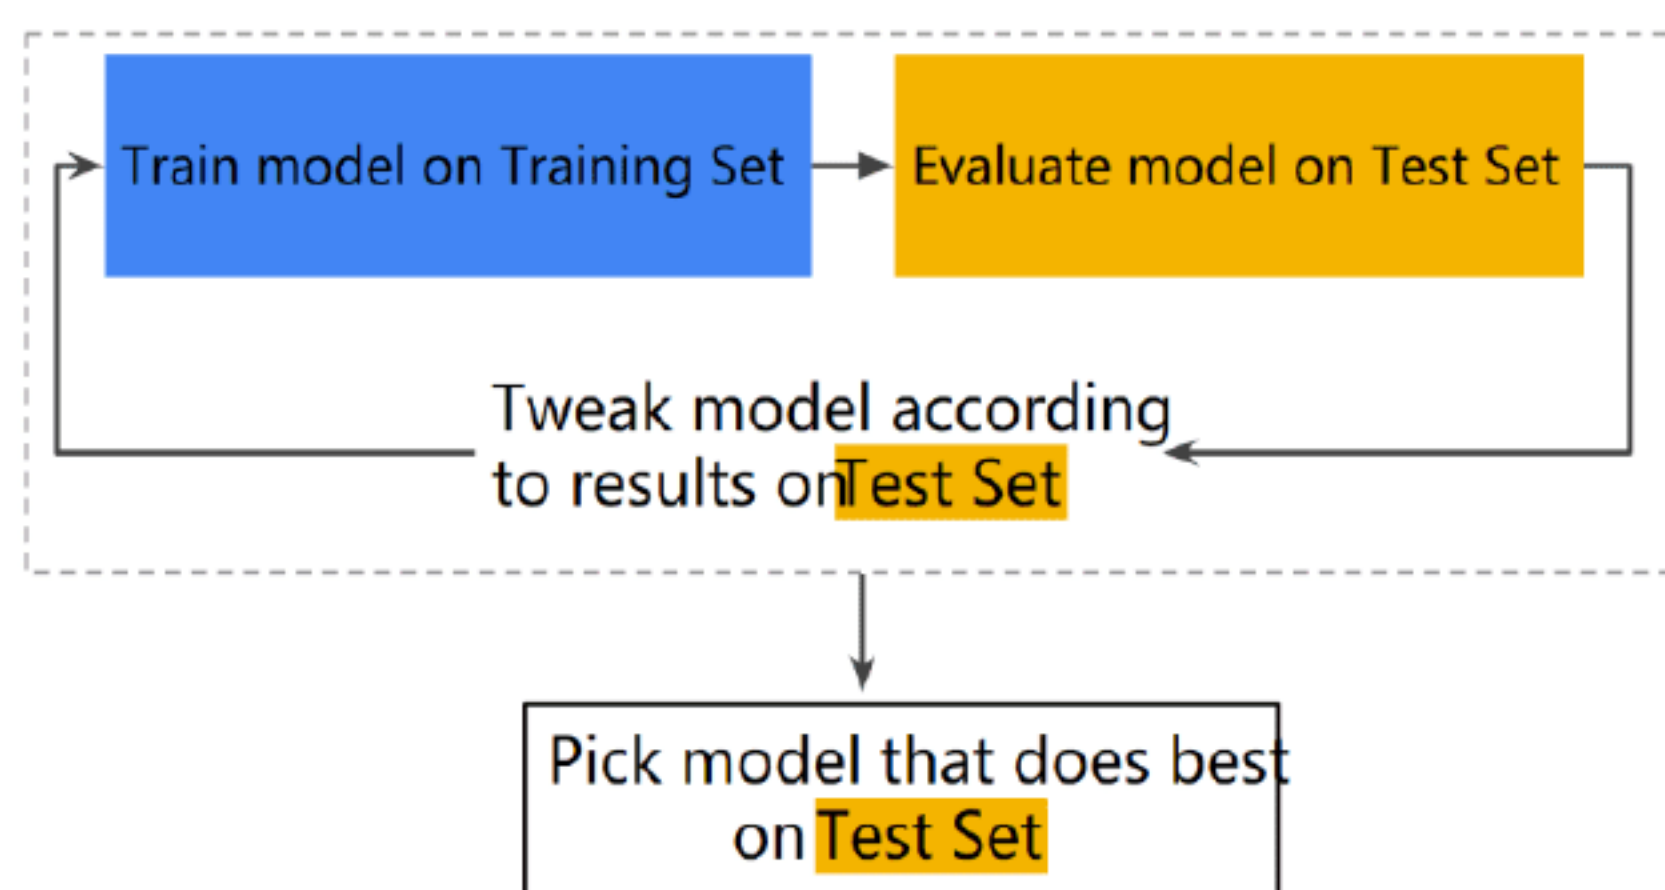 Train model on Training Set
Evaluate model on Test Set
Tweak model according
to results on Test Set
Pick model that does best
on Test Set